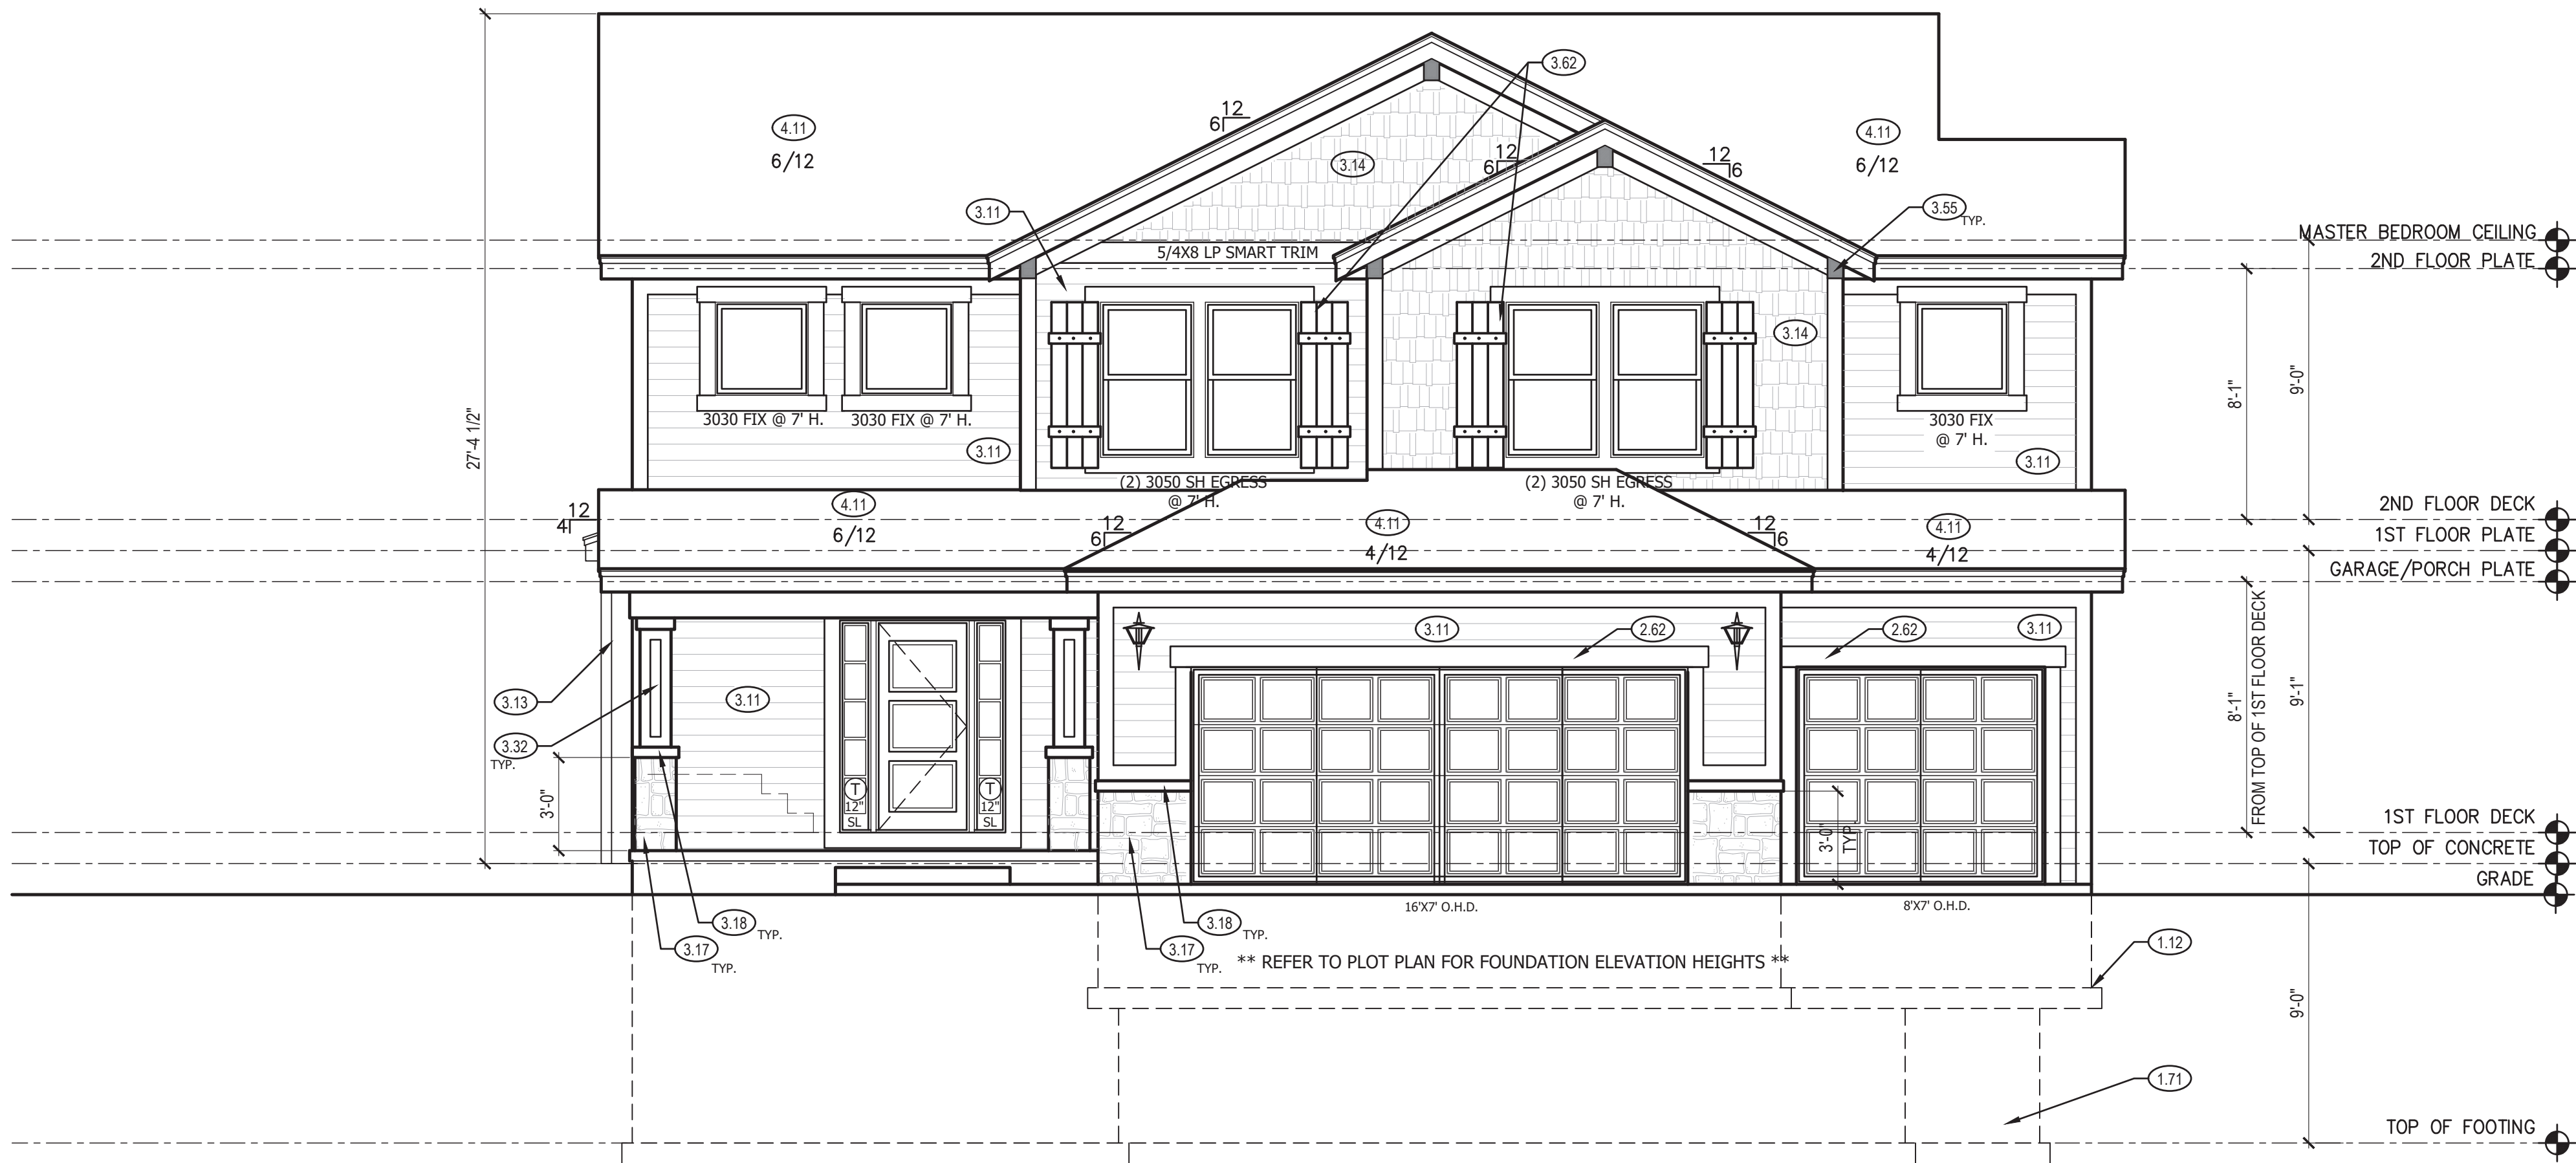 3.62
12
6
4.11
6/12
3.14
12
6
12
6
4.11
6/12
3.11
3.55
TYP.
MASTER BEDROOM CEILING
5/4X8 LP SMART TRIM
2ND FLOOR PLATE
3.14
27'-4 1/2"
8'-1"
9'-0"
3030 FIX @ 7' H.
3030 FIX @ 7' H.
3030 FIX
@ 7' H.
3.11
3.11
(2) 3050 SH EGRESS
@ 7' H.
(2) 3050 SH EGRESS
@ 7' H.
2ND FLOOR DECK
12
4
4.11
6/12
12
6
4.11
4/12
12
6
4.11
4/12
1ST FLOOR PLATE
GARAGE/PORCH PLATE
3.11
2.62
2.62
3.11
3.13
3.11
8'-1"
FROM TOP OF 1ST FLOOR DECK
9'-1"
3.32
TYP.
3'-0"
T
12"
SL
T
12"
SL
3'-0"
TYP.
1ST FLOOR DECK
TOP OF CONCRETE
GRADE
16'X7' O.H.D.
8'X7' O.H.D.
3.18
TYP.
3.17
TYP.
3.18
TYP.
3.17
TYP.
** REFER TO PLOT PLAN FOR FOUNDATION ELEVATION HEIGHTS **
1.12
9'-0"
1.71
TOP OF FOOTING